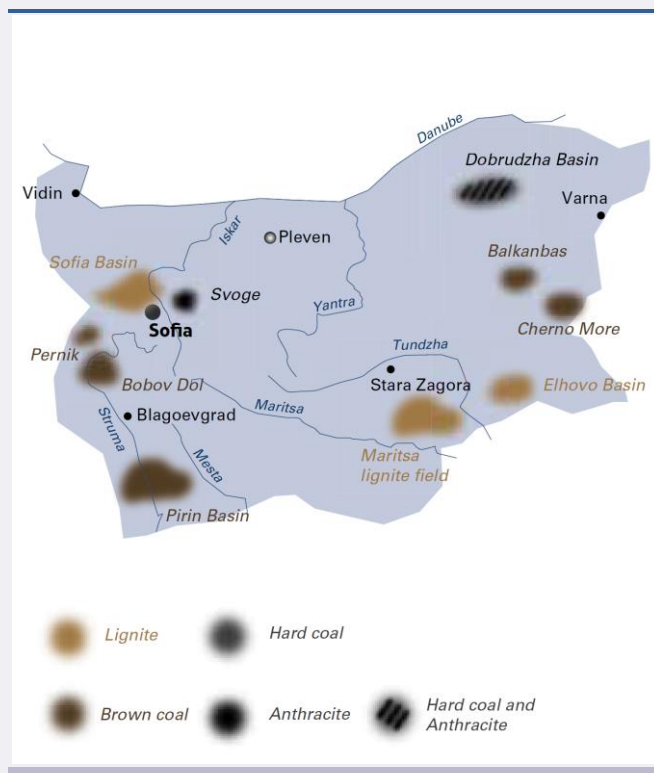 Danube
Dobrudzha Basin
Vidin
Varna
Iskar
Pleven
Sofia Basin
Balkanbas
Svoge
Yantra
Sofia
Cherno More
Pernik
Tundzha
Bobov Dol
Stara Zagora
Elhovo Basin
Struma
Blagoevgrad
Maritsa
Mesta
Maritsa
lignite field
Pirin Basin
Lignite
Hard coal
Brown coal
Anthracite
Hard coal and
Anthracite